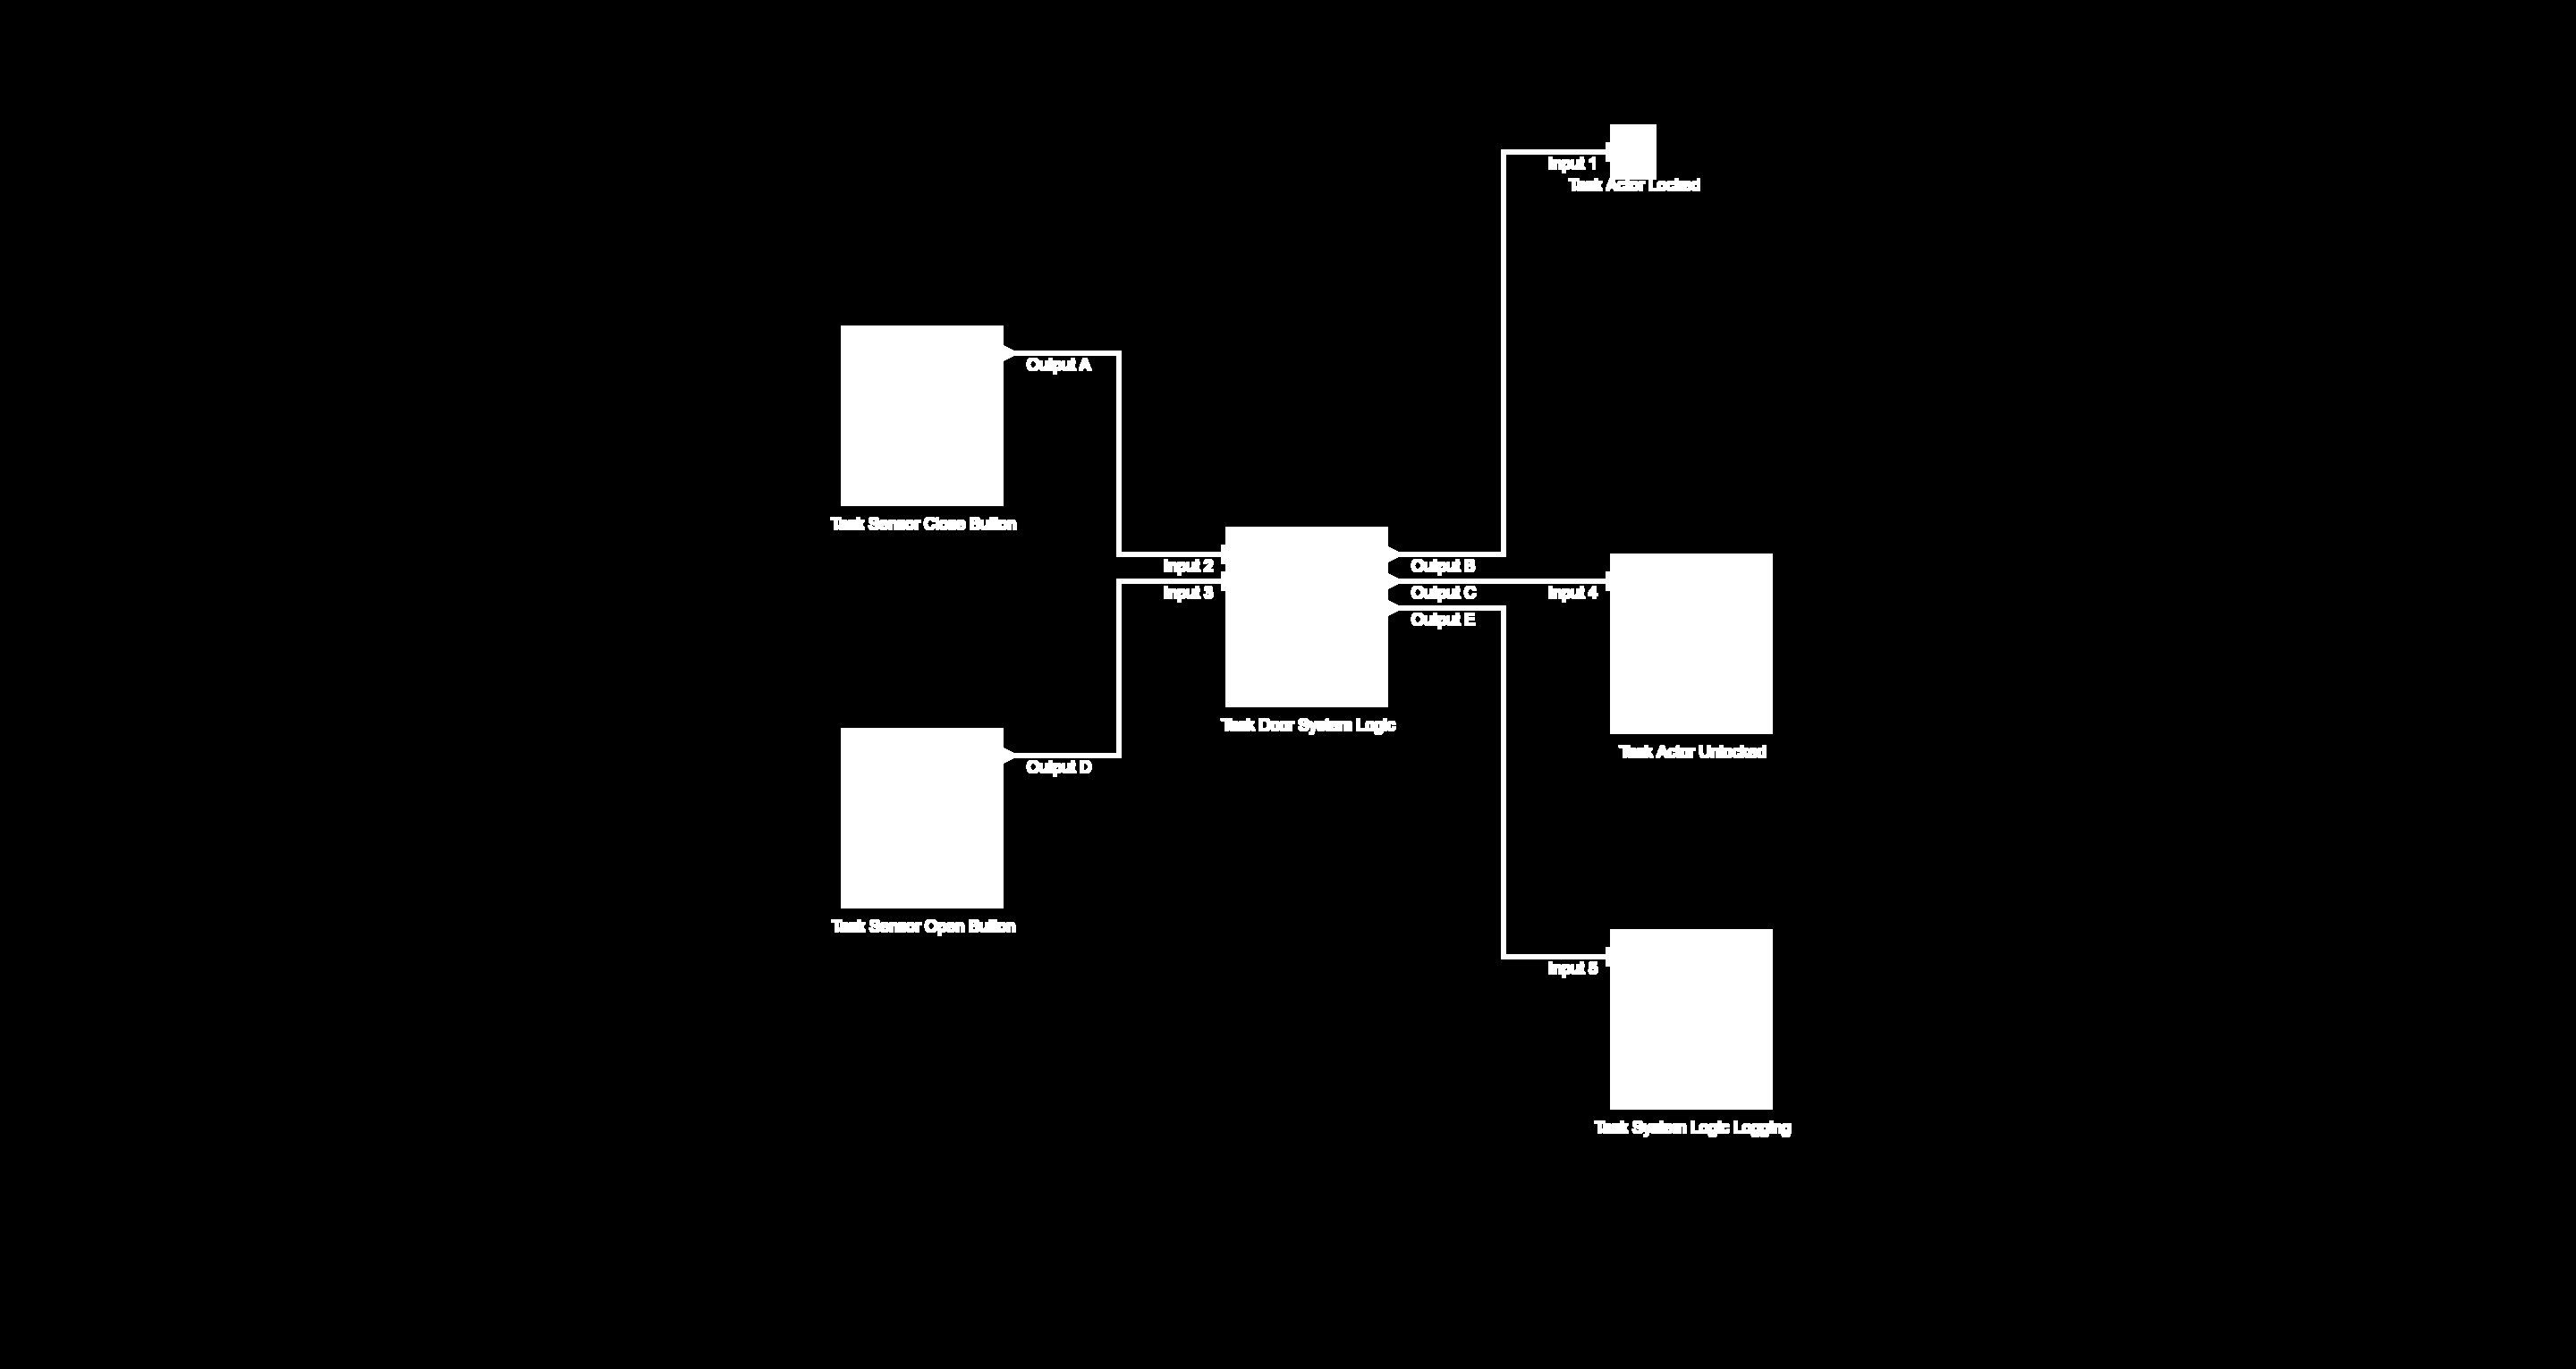 Input 1
Task Actor Locked
Output A
Task Sensor Close Button
Input 2
Output B
Input 3
Output C
Input 4
Output E
Task Door System Logic
Task Actor Unlocked
Output D
Task Sensor Open Button
Input 5
Task System Logic Logging